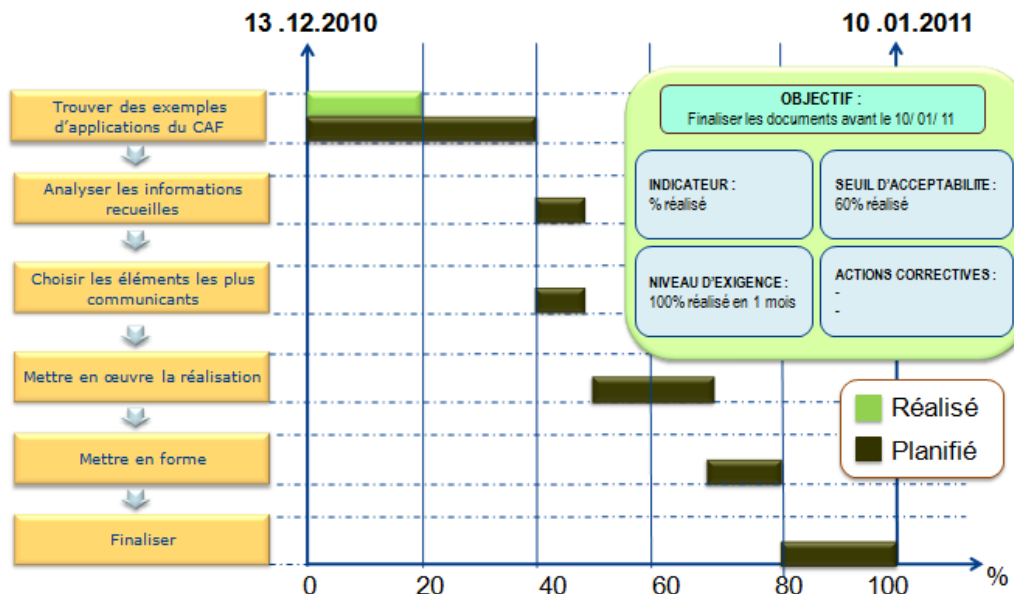 13 .12.2010
10 .01.2011
Trouver des exemples
d'applications du CAF
Analyser les informations
recueilles
Choisir les éléments les plus
communicants
Mettre en œuvre la réalisation
Mettre en forme
Finaliser
OBJECTIF :
Finaliser les documents avant le 10/ 01/ 11
INDICATEUR :
% réalisé
SEUIL D'ACCEPTABILITE :
60% réalisé
NIVEAU D'EXIGENCE :
100% réalisé en 1 mois
ACTIONS CORRECTIVES :
-
-
Réalisé
Planifié
0 20 40 60 80 100 %